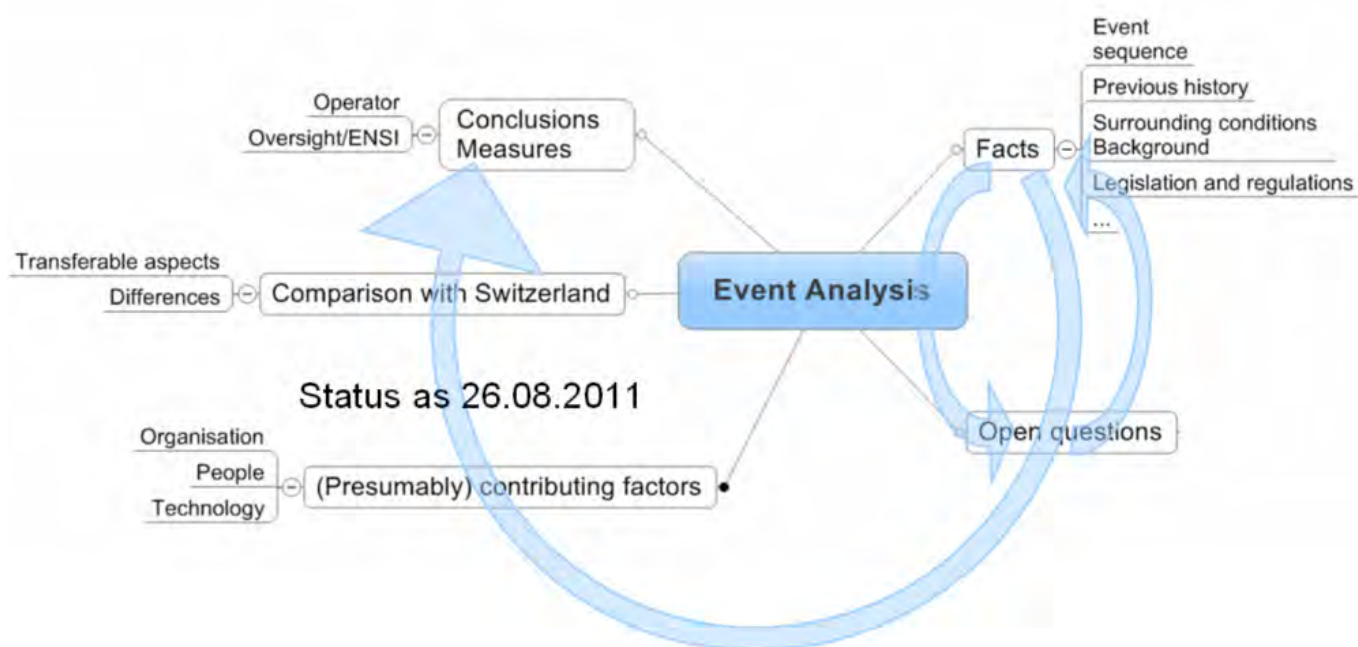 Event
sequence
Previous history
Surrounding conditions
Background
Legislation and regulations
...
Facts
Operator
Oversight/ENSI
Conclusions
Measures
Transferable aspects
Differences
Comparison with Switzerland
Event Analysis
Status as 26.08.2011
Open questions
Organisation
People
Technology
(Presumably) contributing factors